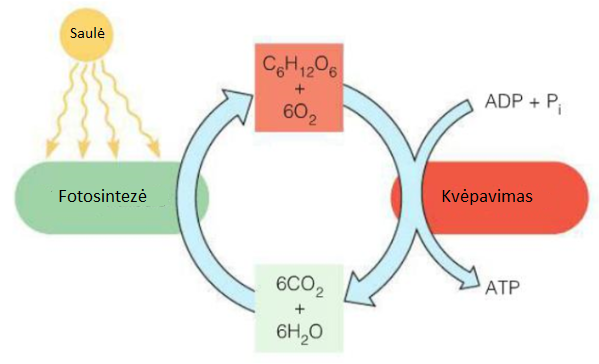 Saulė
C₆H₁₂O₆
+
6O₂
ADP + Pᵢ
Fotosintezė
Kvėpavimas
6CO₂
+
6H₂O
ATP